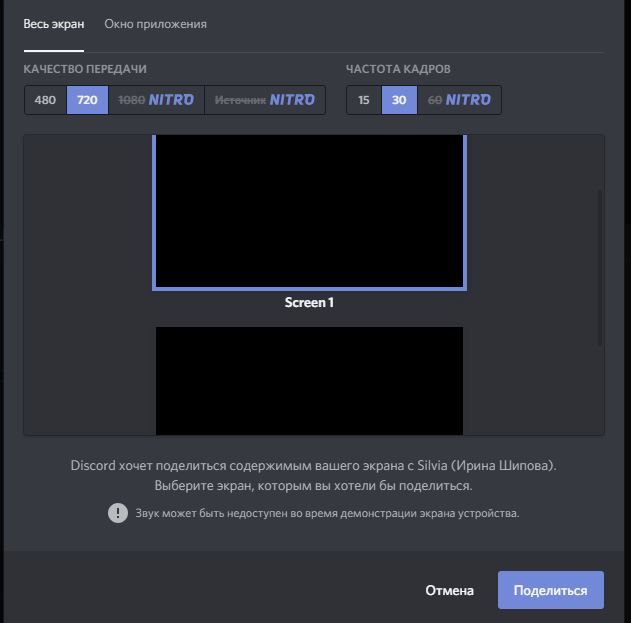 Весь экран Окно приложения
КАЧЕСТВО ПЕРЕДАЧИ ЧАСТОТА КАДРОВ
480 720 1080 NITRO Источник NITRO 15 30 60 NITRO
Screen 1
Discord хочет поделиться содержимым вашего экрана с Silvia (Ирина Шипова).
Выберите экран, которым вы хотели бы поделиться.
Звук может быть недоступен во время демонстрации экрана устройства.
Отмена Поделиться